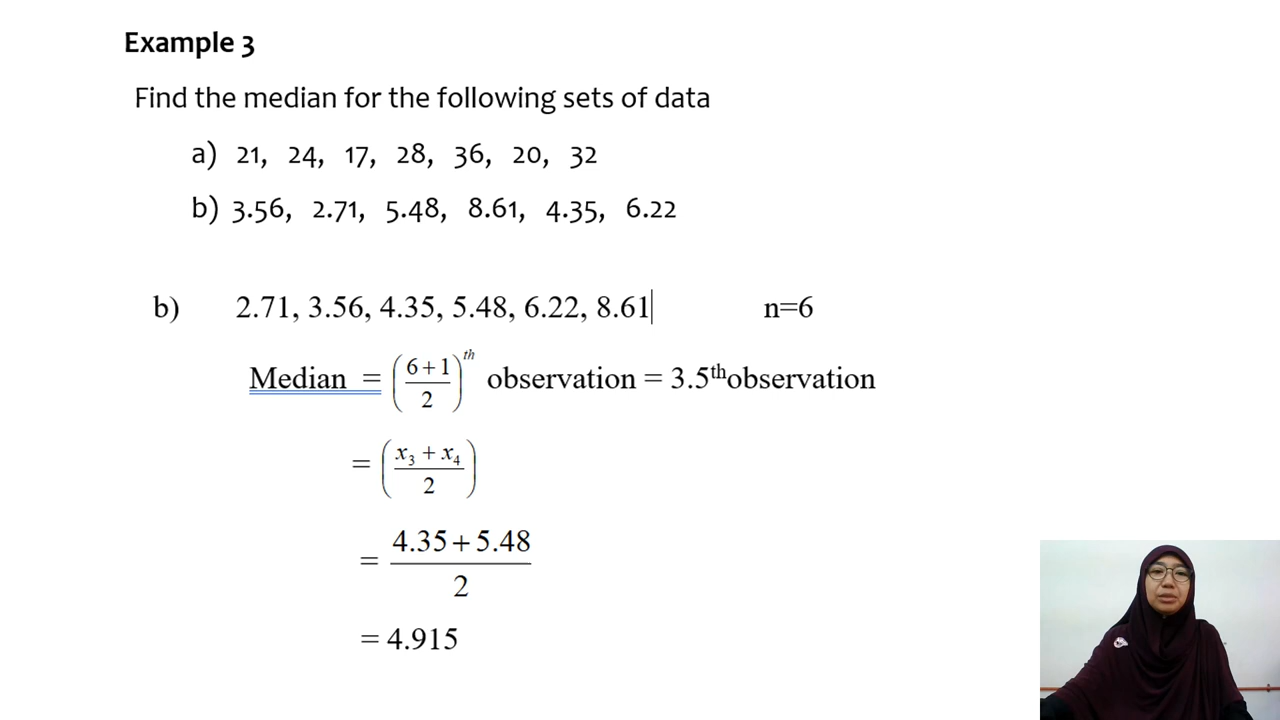 Example 3
Find the median for the following sets of data
a) 21, 24, 17, 28, 36, 20, 32
b) 3.56, 2.71, 5.48, 8.61, 4.35, 6.22
b) 2.71, 3.56, 4.35, 5.48, 6.22, 8.61 n=6
Median = ((6+1)/2)^th observation = 3.5^th observation
= ((x₃ + x₄)/2)
= (4.35+5.48)/2
= 4.915